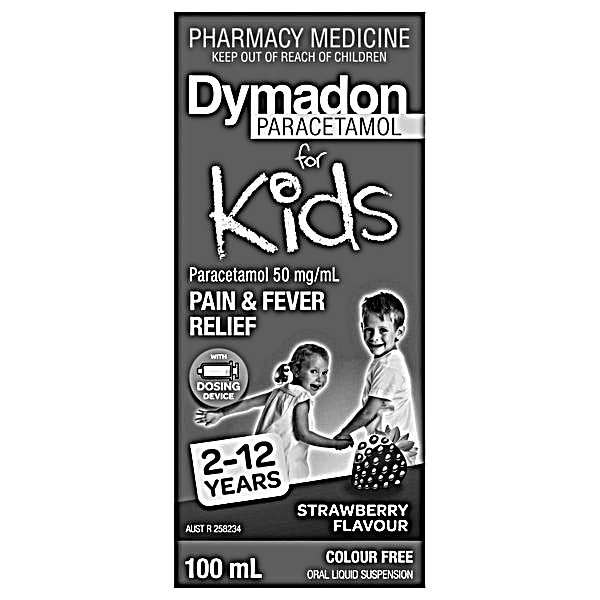 PHARMACY MEDICINE
KEEP OUT OF REACH OF CHILDREN
Dymadon
PARACETAMOL
for
Kids
Paracetamol 50 mg/mL
PAIN & FEVER
RELIEF
WITH
DOSING
DEVICE
2-12
YEARS
STRAWBERRY
FLAVOUR
AUST R 258234
COLOUR FREE
100 mL
ORAL LIQUID SUSPENSION